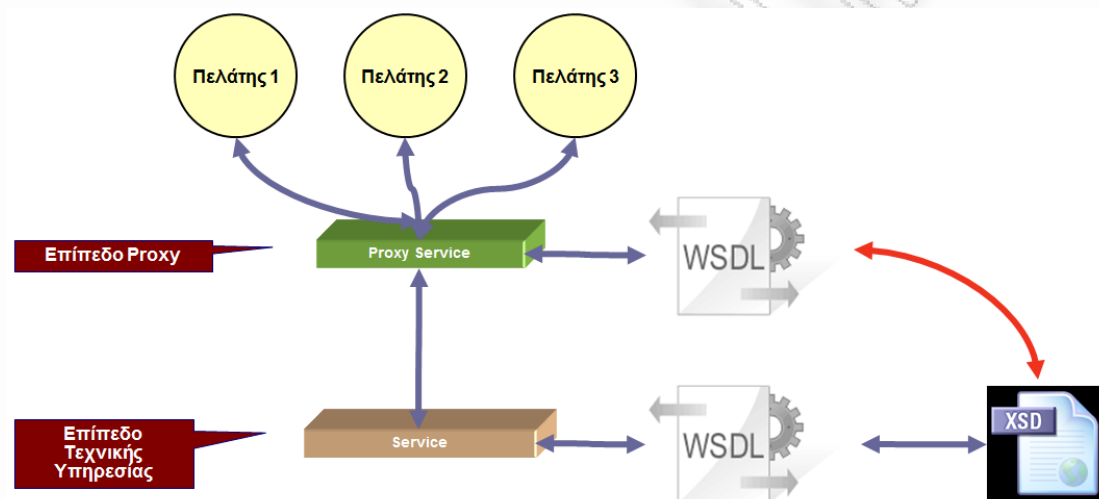 Πελάτης 1
Πελάτης 2
Πελάτης 3
Επίπεδο Proxy
Proxy Service
WSDL
Επίπεδο
Τεχνικής
Υπηρεσίας
Service
WSDL
XSD